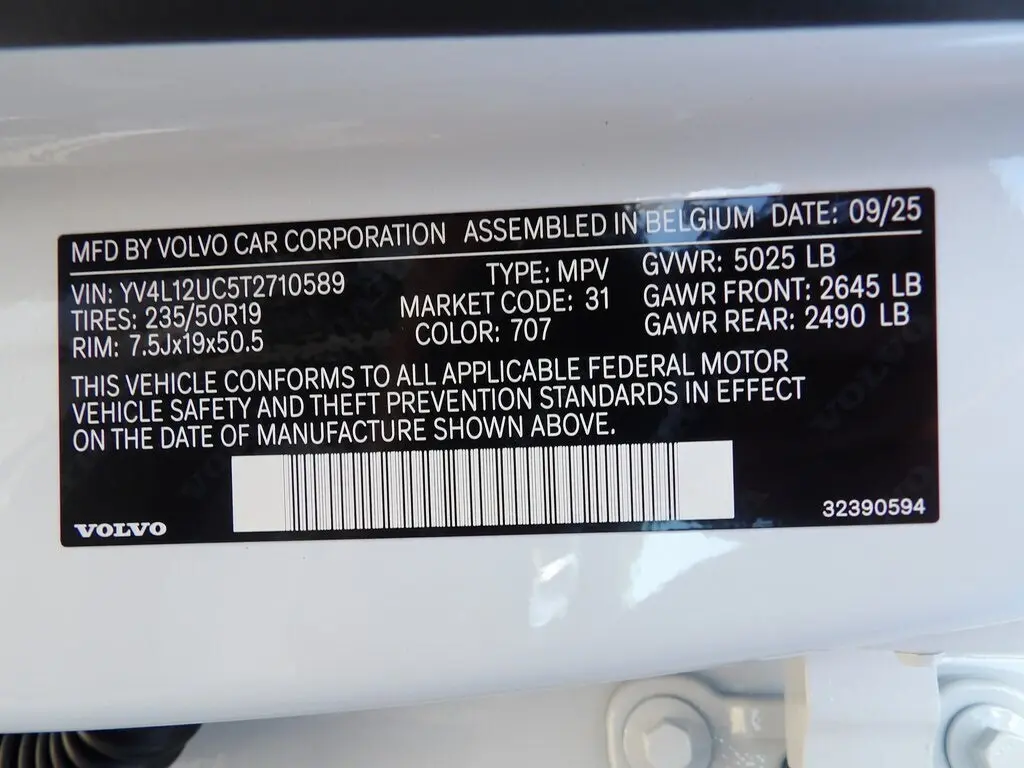 MFD BY VOLVO CAR CORPORATION ASSEMBLED IN BELGIUM DATE: 09/25
VIN: YV4L12UC5T2710589 TYPE: MPV GVWR: 5025 LB
TIRES: 235/50R19 MARKET CODE: 31 GAWR FRONT: 2645 LB
RIM: 7.5Jx19x50.5 COLOR: 707 GAWR REAR: 2490 LB
THIS VEHICLE CONFORMS TO ALL APPLICABLE FEDERAL MOTOR
VEHICLE SAFETY AND THEFT PREVENTION STANDARDS IN EFFECT
ON THE DATE OF MANUFACTURE SHOWN ABOVE.
VOLVO 32390594